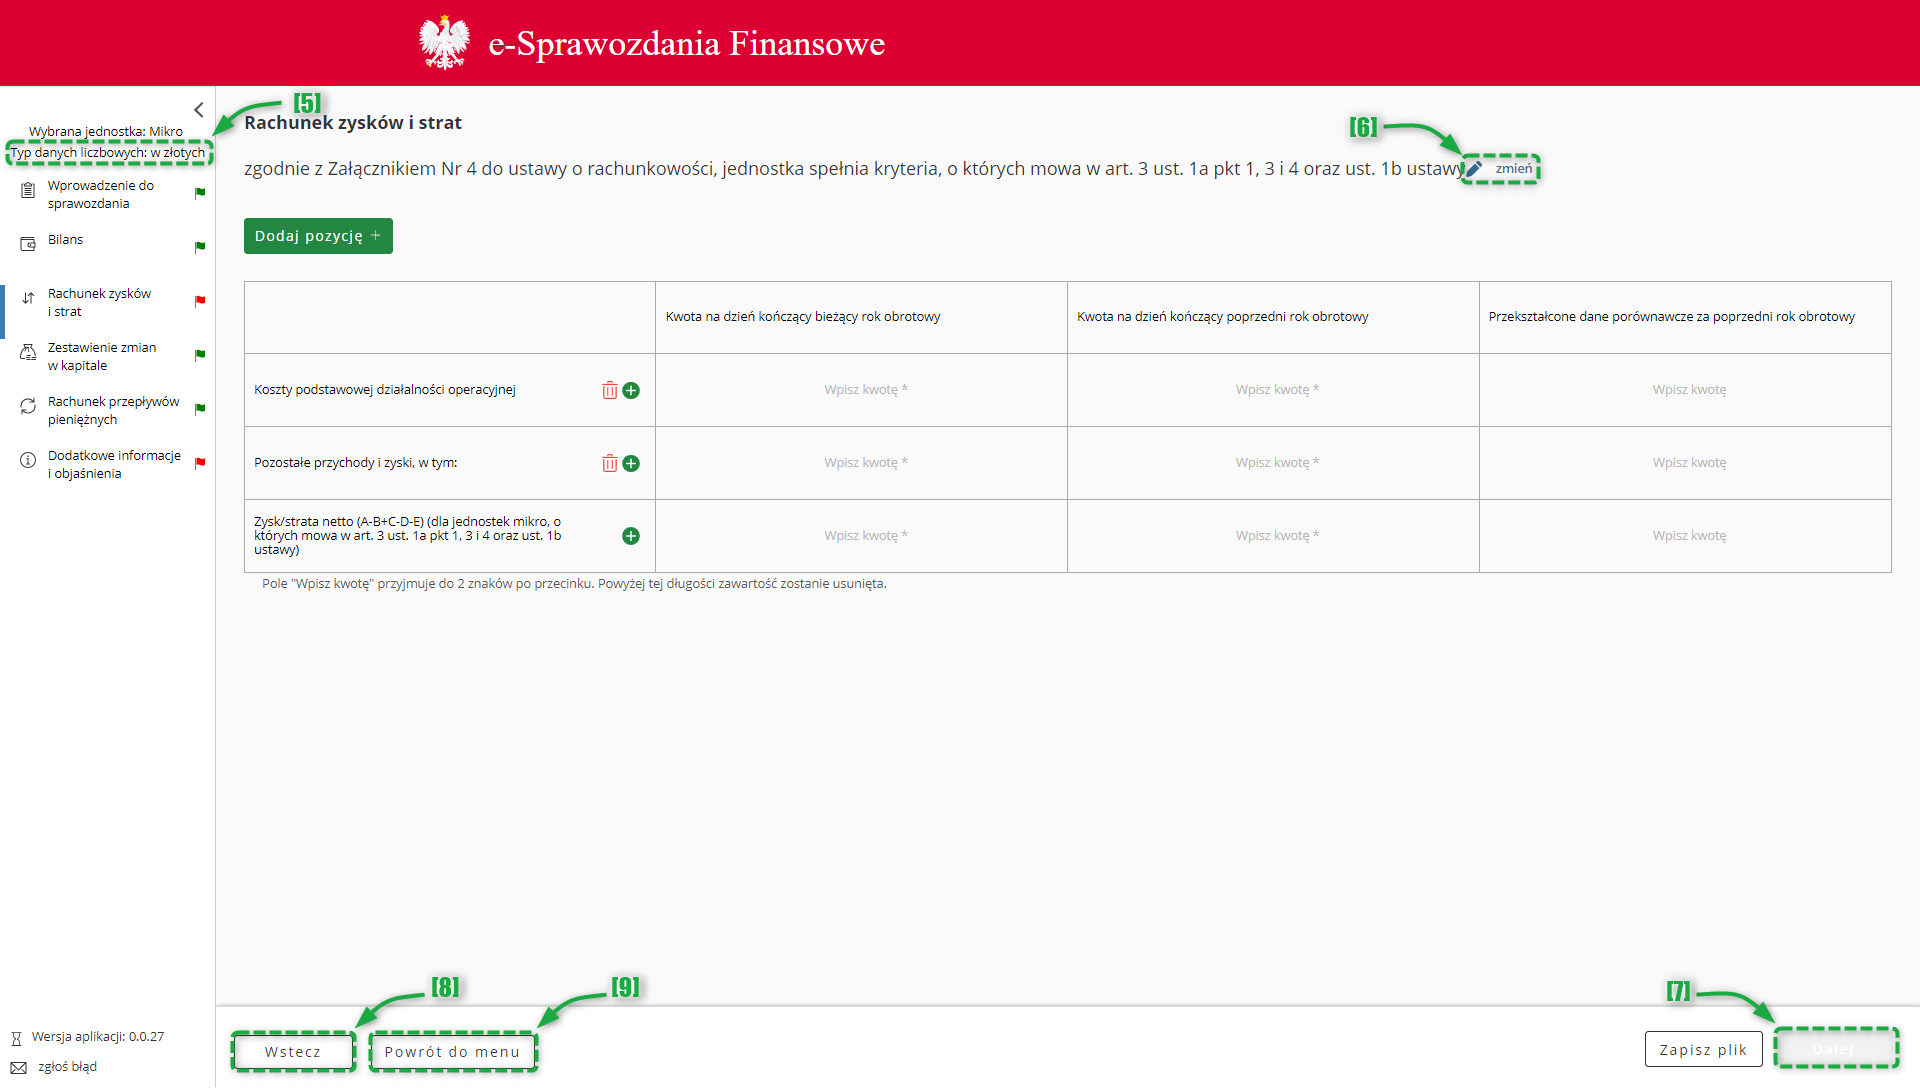 e-Sprawozdania Finansowe
[5]
Wybrana jednostka: Mikro
Typ danych liczbowych: w złotych
Wprowadzenie do
sprawozdania
Bilans
Rachunek zysków
i strat
Zestawienie zmian
w kapitale
Rachunek przepływów
pieniężnych
Dodatkowe informacje
i objaśnienia
Wersja aplikacji: 0.0.27
zgłoś błąd
Rachunek zysków i strat
[6]
zgodnie z Załącznikiem Nr 4 do ustawy o rachunkowości, jednostka spełnia kryteria, o których mowa w art. 3 ust. 1a pkt 1, 3 i 4 oraz ust. 1b ustawy zmień
Dodaj pozycję +
Kwota na dzień kończący bieżący rok obrotowy Kwota na dzień kończący poprzedni rok obrotowy Przekształcone dane porównawcze za poprzedni rok obrotowy
Koszty podstawowej działalności operacyjnej Wpisz kwotę * Wpisz kwotę * Wpisz kwotę
Pozostałe przychody i zyski, w tym: Wpisz kwotę * Wpisz kwotę * Wpisz kwotę
Zysk/strata netto (A-B+C-D-E) (dla jednostek mikro, o
których mowa w art. 3 ust. 1a pkt 1, 3 i 4 oraz ust. 1b
ustawy)
Wpisz kwotę * Wpisz kwotę * Wpisz kwotę
Pole "Wpisz kwotę" przyjmuje do 2 znaków po przecinku. Powyżej tej długości zawartość zostanie usunięta.
[8] [9] [7]
Wstecz Powrót do menu Zapisz plik Dalej